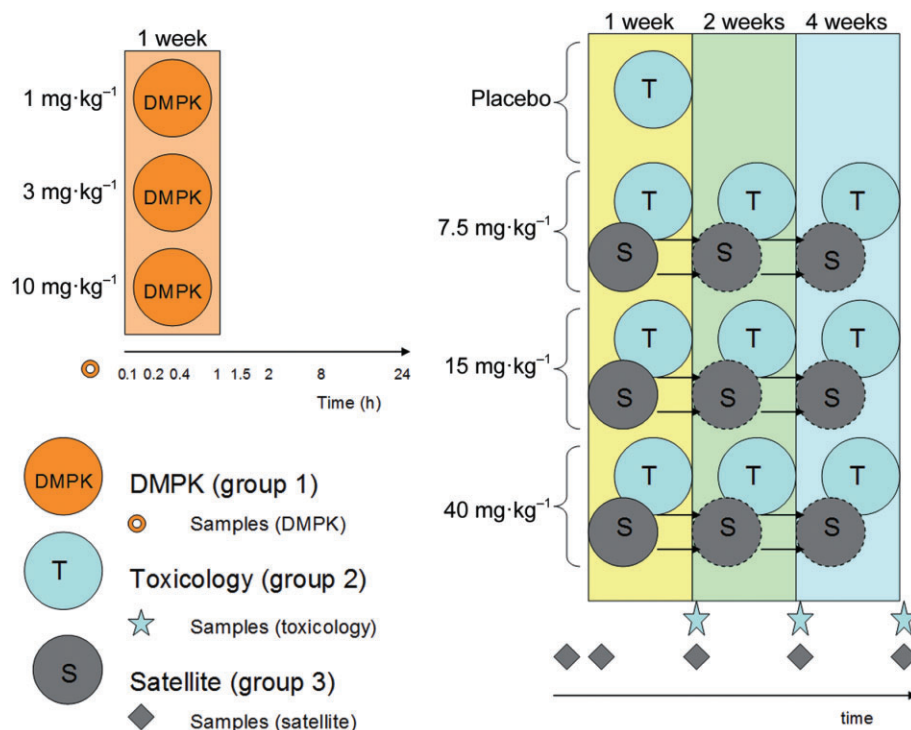 1 week
1 mg·kg⁻¹
DMPK
3 mg·kg⁻¹
DMPK
10 mg·kg⁻¹
DMPK
0.1 0.2 0.4 1 1.5 2 8 24
Time (h)
DMPK
DMPK (group 1)
Samples (DMPK)
T
Toxicology (group 2)
Samples (toxicology)
S
Satellite (group 3)
Samples (satellite)
1 week 2 weeks 4 weeks
Placebo
T
7.5 mg·kg⁻¹
T T T
S S S
15 mg·kg⁻¹
T T T
S S S
40 mg·kg⁻¹
T T T
S S S
time